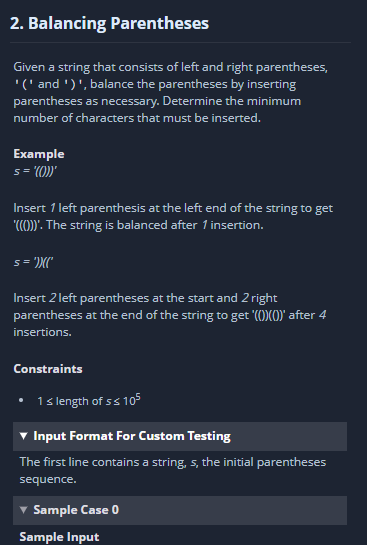 2. Balancing Parentheses
Given a string that consists of left and right parentheses,
'(' and ')', balance the parentheses by inserting
parentheses as necessary. Determine the minimum
number of characters that must be inserted.
Example
s = '(()))'
Insert 1 left parenthesis at the left end of the string to get
'((()))'. The string is balanced after 1 insertion.
s = '))(('
Insert 2 left parentheses at the start and 2 right
parentheses at the end of the string to get '(())(())' after 4
insertions.
Constraints
• 1 ≤ length of s ≤ 10⁵
▼ Input Format For Custom Testing
The first line contains a string, s, the initial parentheses
sequence.
▼ Sample Case 0
Sample Input